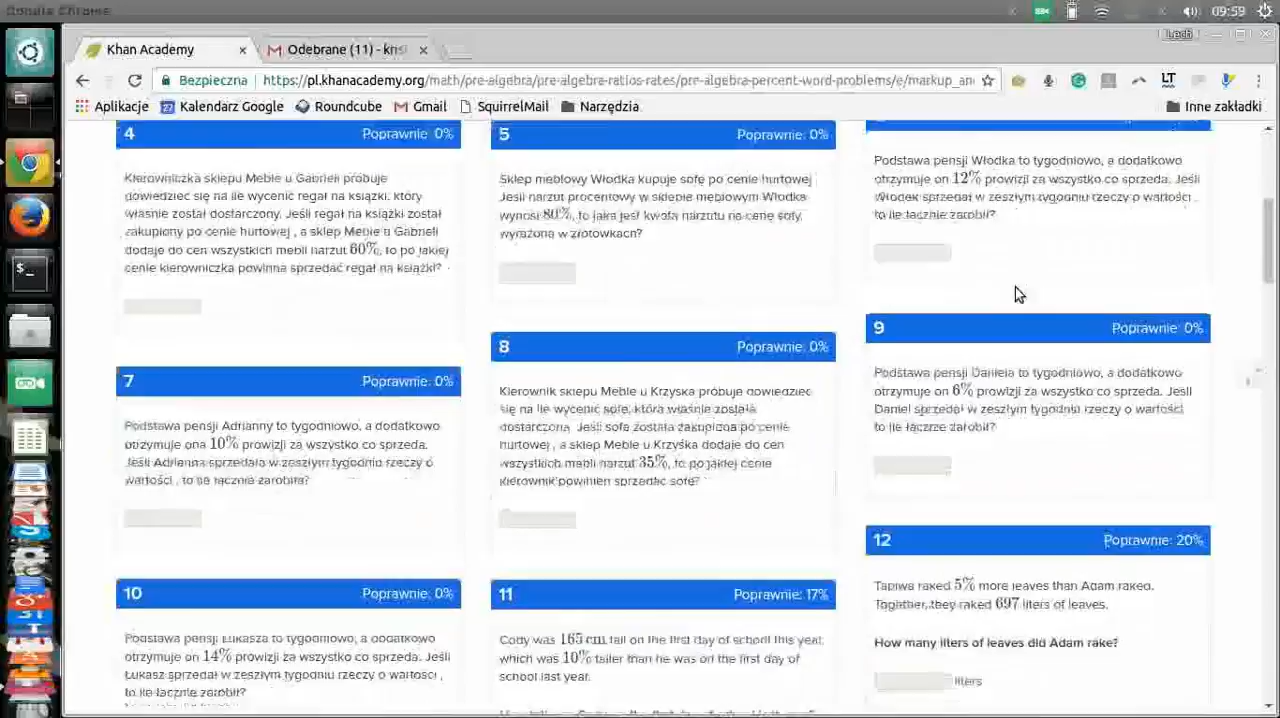 09:59
Lech
Khan Academy
Odebrane (11) - kris
Bezpieczna
https://pl.khanacademy.org/math/pre-algebra/pre-algebra-ratios-rates/pre-algebra-percent-word-problems/e/markup_an
Aplikacje
Kalendarz Google
Roundcube
Gmail
SquirrelMail
Narzędzia
Inne zakładki
4 Poprawnie: 0%
Kierowniczka sklepu Meble u Gabrieli próbuje
dowiedzieć się na ile wycenić regał na książki, który
właśnie został dostarczony. Jeśli regał na książki został
zakupiony po cenie hurtowej , a sklep Meble u Gabrieli
dodaje do cen wszystkich mebli narzut 60%, to po jakiej
cenie kierowniczka powinna sprzedać regał na książki?
5 Poprawnie: 0%
Sklep meblowy Włodka kupuje sofę po cenie hurtowej
Jeśli narzut procentowy w sklepie meblowym Włodka
wynosi 80%, to jaka jest kwota narzutu na cenę sofy,
wyrażona w złotówkach?
Podstawa pensji Włodka to tygodniowo, a dodatkowo
otrzymuje on 12% prowizji za wszystko co sprzeda. Jeśli
Włodek sprzedał w zeszłym tygodniu rzeczy o wartości ,
to ile łącznie zarobił?
7 Poprawnie: 0%
Podstawa pensji Adrianny to tygodniowo, a dodatkowo
otrzymuje ona 10% prowizji za wszystko co sprzeda.
Jeśli Adrianna sprzedała w zeszłym tygodniu rzeczy o
wartości , to ile łącznie zarobiła?
8 Poprawnie: 0%
Kierownik sklepu Meble u Krzyśka próbuje dowiedzieć
się na ile wycenić sofę, która właśnie została
dostarczona. Jeśli sofa została zakupiona po cenie
hurtowej , a sklep Meble u Krzyśka dodaje do cen
wszystkich mebli narzut 35%, to po jakiej cenie
kierownik powinien sprzedać sofę?
9 Poprawnie: 0%
Podstawa pensji Daniela to tygodniowo, a dodatkowo
otrzymuje on 6% prowizji za wszystko co sprzeda. Jeśli
Daniel sprzedał w zeszłym tygodniu rzeczy o wartości
to ile łącznie zarobił?
10 Poprawnie: 0%
Podstawa pensji Łukasza to tygodniowo, a dodatkowo
otrzymuje on 14% prowizji za wszystko co sprzeda. Jeśli
Łukasz sprzedał w zeszłym tygodniu rzeczy o wartości ,
to ile łącznie zarobił?
11 Poprawnie: 17%
Cody was 165 cm tall on the first day of school this year,
which was 10% taller than he was on the first day of
school last year.
12 Poprawnie: 20%
Tapiwa raked 5% more leaves than Adam raked.
Together, they raked 697 liters of leaves.
How many liters of leaves did Adam rake?
liters